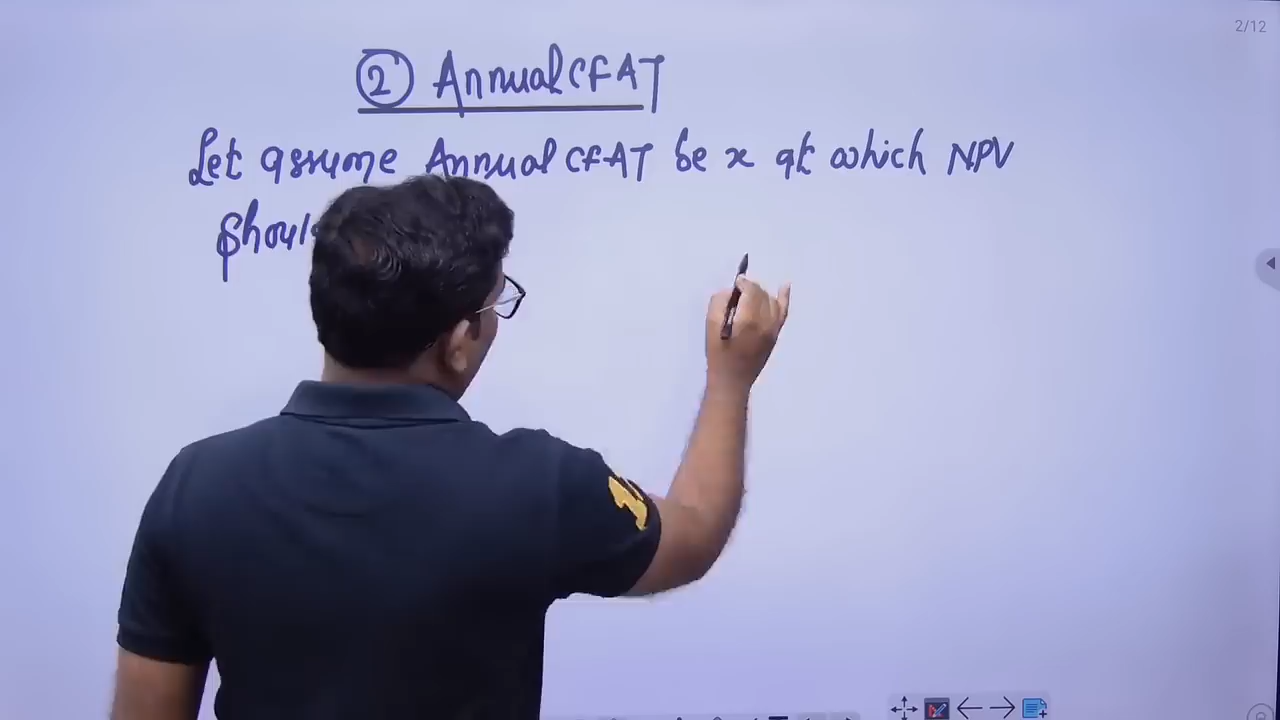 2/12
② Annual CFAT
Let assume Annual CFAT be x at which NPV